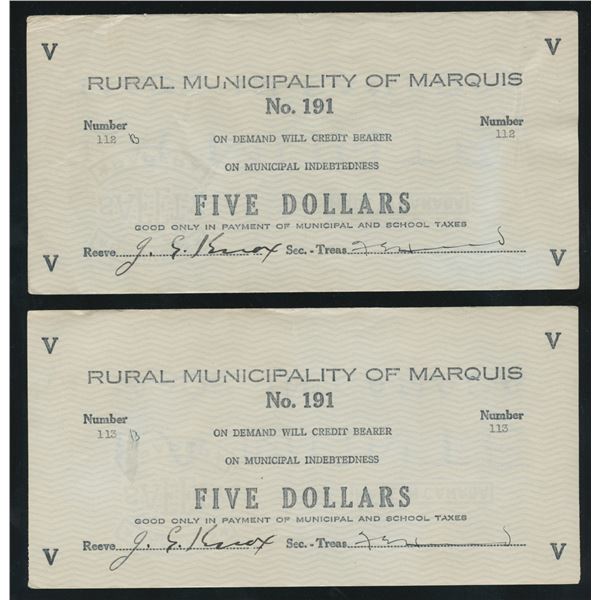 V V
RURAL MUNICIPALITY OF MARQUIS
No. 191
Number Number
112 B 112
ON DEMAND WILL CREDIT BEARER
ON MUNICIPAL INDEBTEDNESS
FIVE DOLLARS
GOOD ONLY IN PAYMENT OF MUNICIPAL AND SCHOOL TAXES
Reeve J. G. Knox Sec.-Treas
V V
V V
RURAL MUNICIPALITY OF MARQUIS
No. 191
Number Number
113 B 113
ON DEMAND WILL CREDIT BEARER
ON MUNICIPAL INDEBTEDNESS
FIVE DOLLARS
GOOD ONLY IN PAYMENT OF MUNICIPAL AND SCHOOL TAXES
Reeve J. G. Knox Sec.-Treas
V V